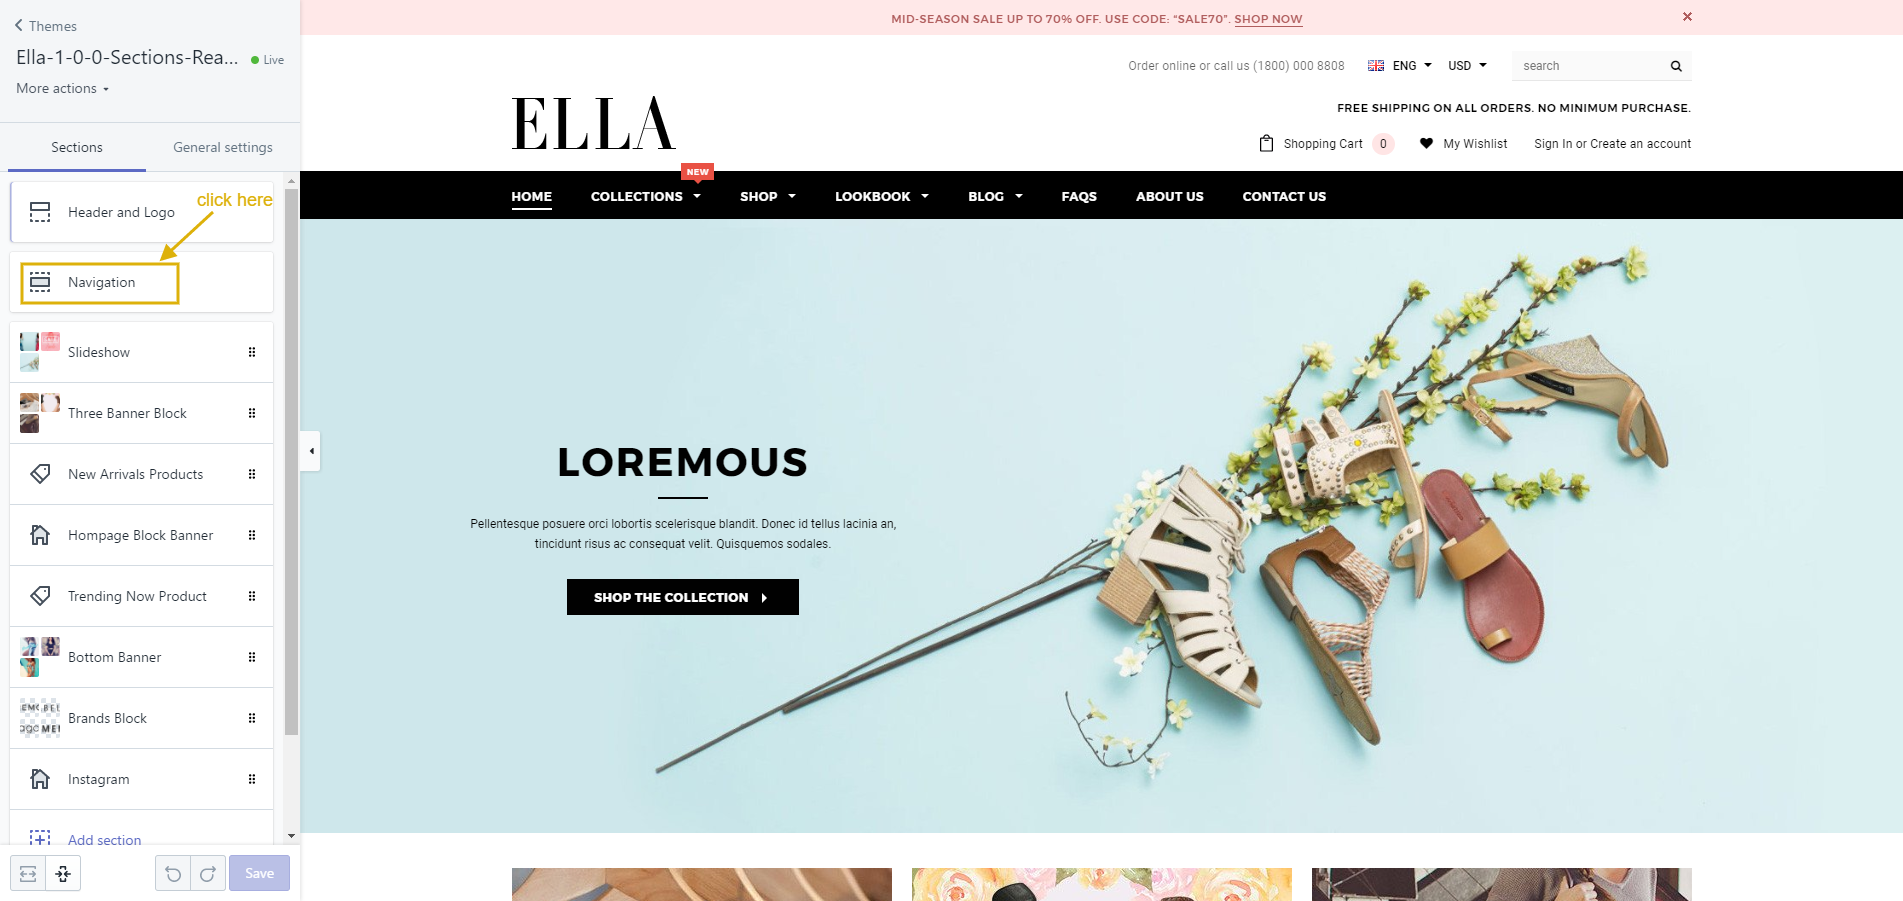 Themes
Ella-1-0-0-Sections-Rea...
Live
More actions
Sections
General settings
Header and Logo
click here
Navigation
Slideshow
Three Banner Block
New Arrivals Products
Hompage Block Banner
Trending Now Product
Bottom Banner
Brands Block
Instagram
Add section
Save
MID-SEASON SALE UP TO 70% OFF. USE CODE: “SALE70”. SHOP NOW
Order online or call us (1800) 000 8808
ENG
USD
search
ELLA
FREE SHIPPING ON ALL ORDERS. NO MINIMUM PURCHASE.
Shopping Cart 0
My Wishlist
Sign In or Create an account
NEW
HOME COLLECTIONS SHOP LOOKBOOK BLOG FAQS ABOUT US CONTACT US
LOREMOUS
Pellentesque posuere orci lobortis scelerisque blandit. Donec id tellus lacinia an,
tincidunt risus ac consequat velit. Quisquemos sodales.
SHOP THE COLLECTION